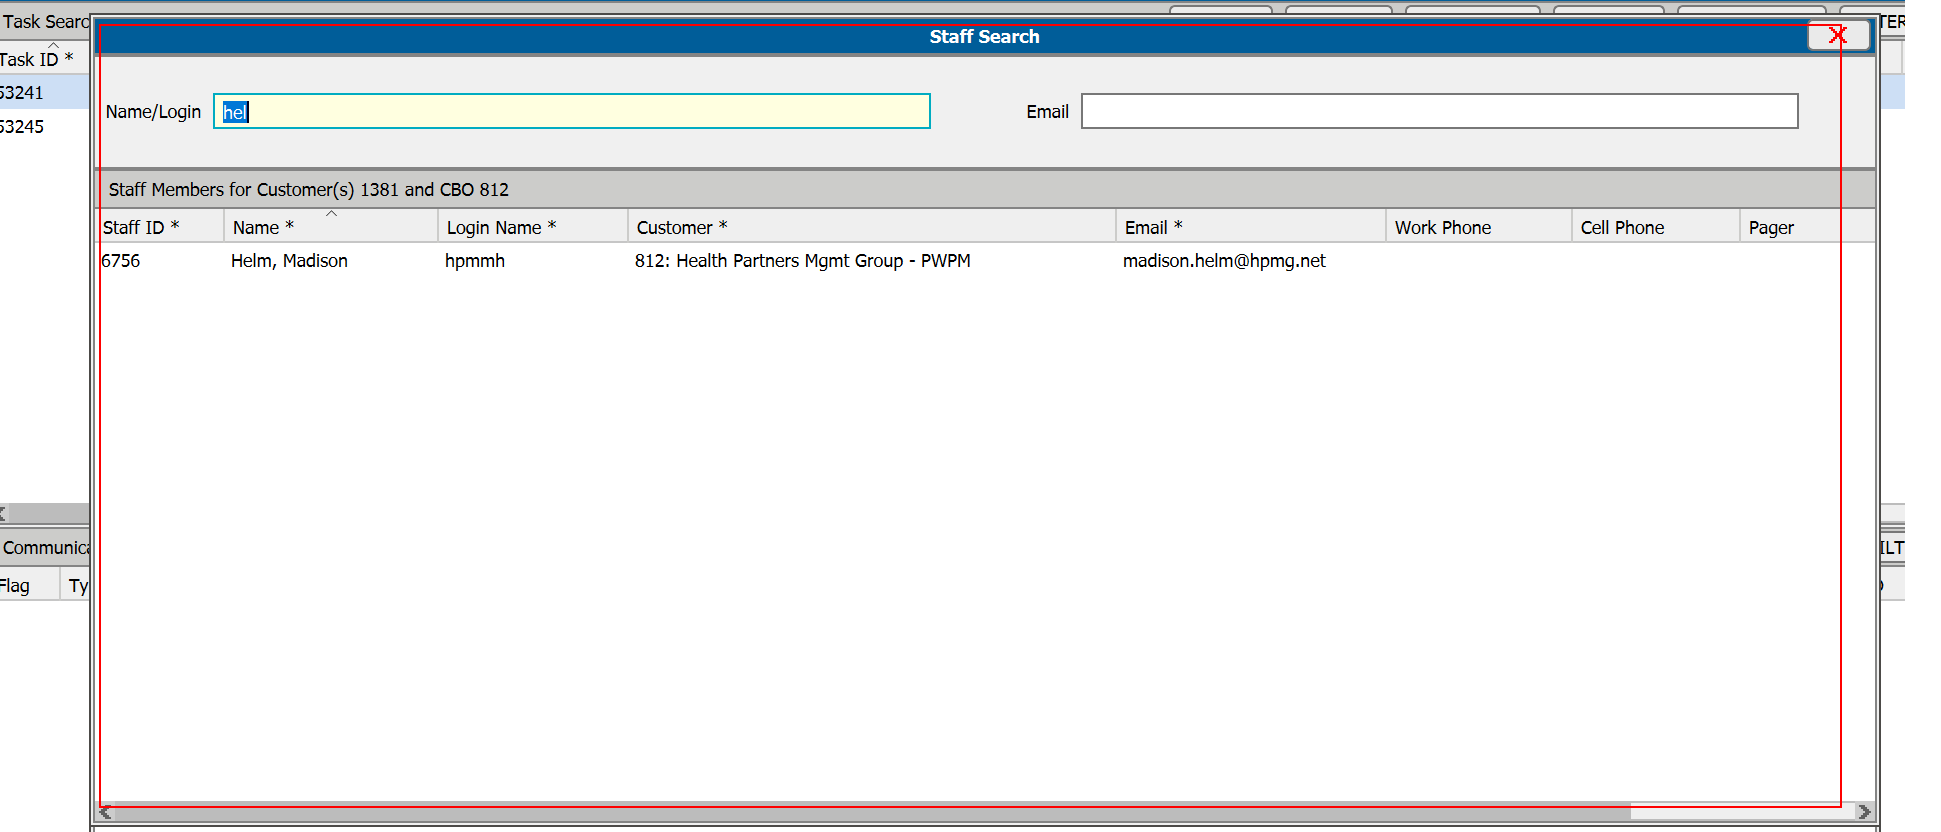 Task Searc
TER
Staff Search
Task ID *
53241
53245
Name/Login hel Email
Staff Members for Customer(s) 1381 and CBO 812
Staff ID * Name * Login Name * Customer * Email * Work Phone Cell Phone Pager
6756 Helm, Madison hpmmh 812: Health Partners Mgmt Group - PWPM madison.helm@hpmg.net
Communica
ILT
Flag Ty